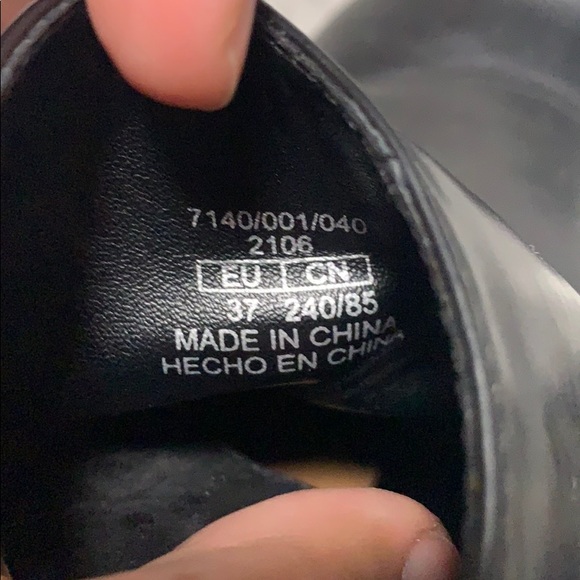 7140/001/040
2106
EU CN
37 240/85
MADE IN CHINA
HECHO EN CHINA